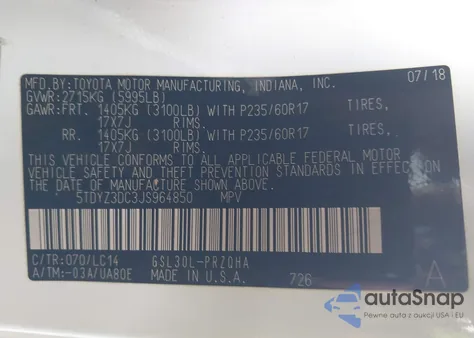 MFD. BY: TOYOTA MOTOR MANUFACTURING, INDIANA, INC. 07/18
GVWR: 2715KG (5995LB)
GAWR: FRT. 1405KG (3100LB) WITH P235/60R17 TIRES,
17X7J RIMS.
RR. 1405KG (3100LB) WITH P235/60R17 TIRES,
17X7J RIMS.
THIS VEHICLE CONFORMS TO ALL APPLICABLE FEDERAL MOTOR
VEHICLE SAFETY AND THEFT PREVENTION STANDARDS IN EFFECT
ON THE DATE OF MANUFACTURE SHOWN ABOVE.
5TDYZ3DC3JS964850 MPV
C/TR: 070/LC14 GSL30L-PRZQHA
A/TM: -03A/UA80E MADE IN U.S.A. 726 A
autoSnap
Pewne auto z USA i EU